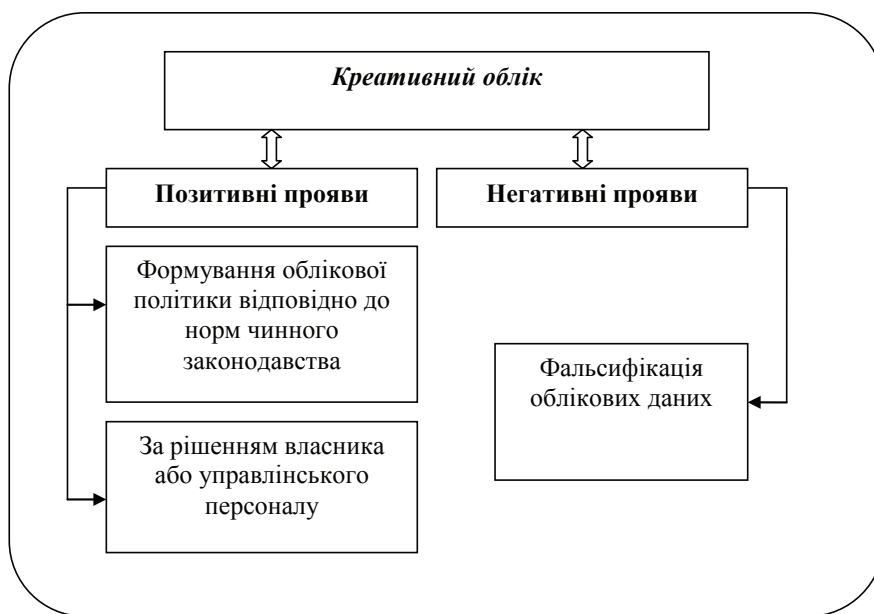 Креативний облік
Позитивні прояви
Негативні прояви
Формування облікової
політики відповідно до
норм чинного
законодавства
Фальсифікація
облікових даних
За рішенням власника
або управлінського
персоналу